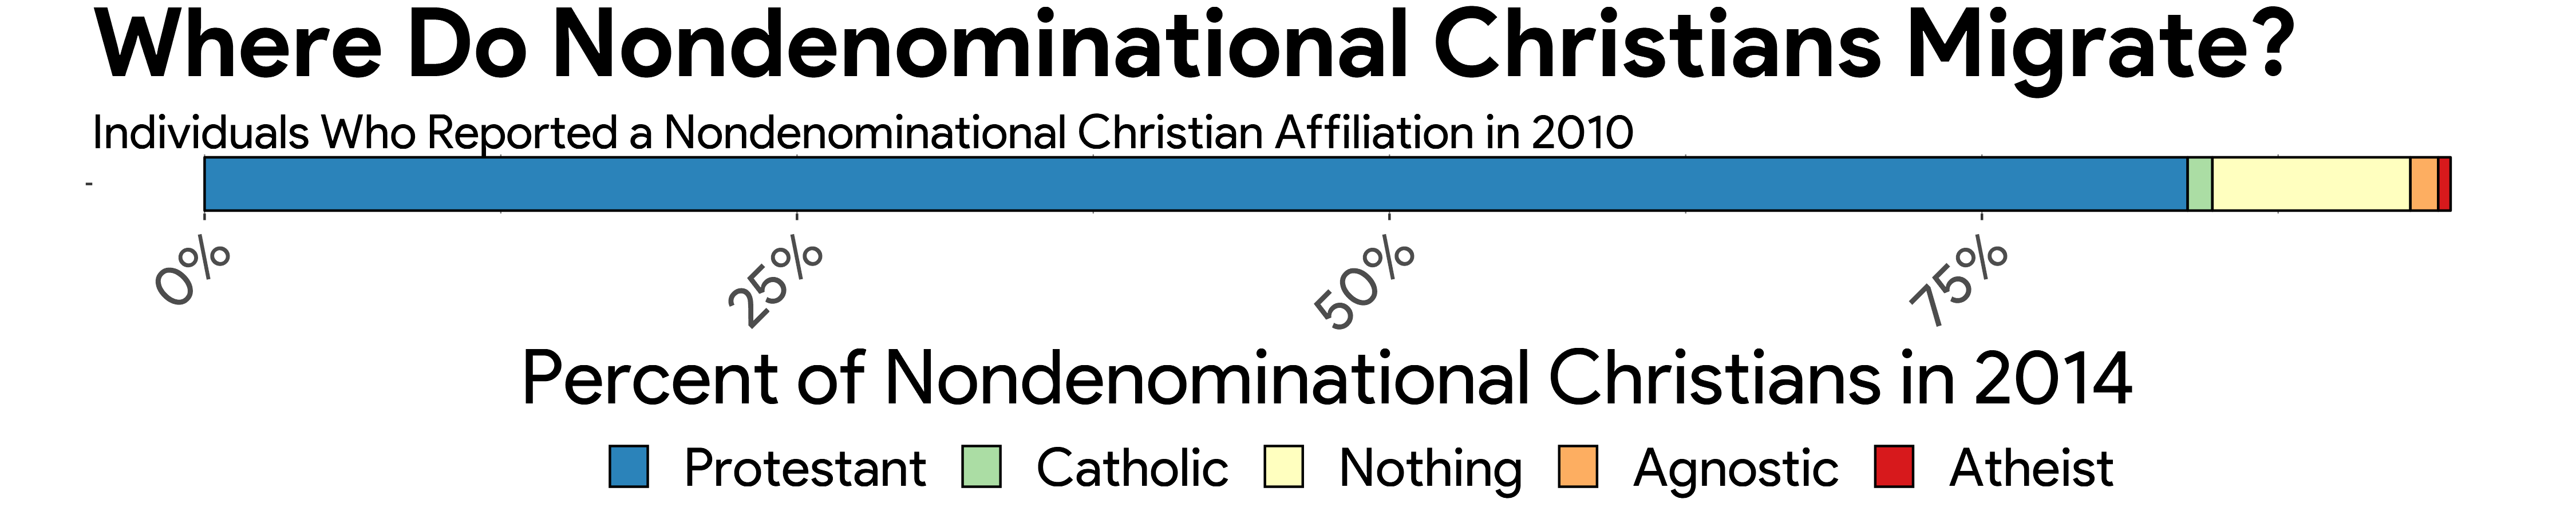 Where Do Nondenominational Christians Migrate?
Individuals Who Reported a Nondenominational Christian Affiliation in 2010
-
0% 25% 50% 75%
Percent of Nondenominational Christians in 2014
Protestant Catholic Nothing Agnostic Atheist